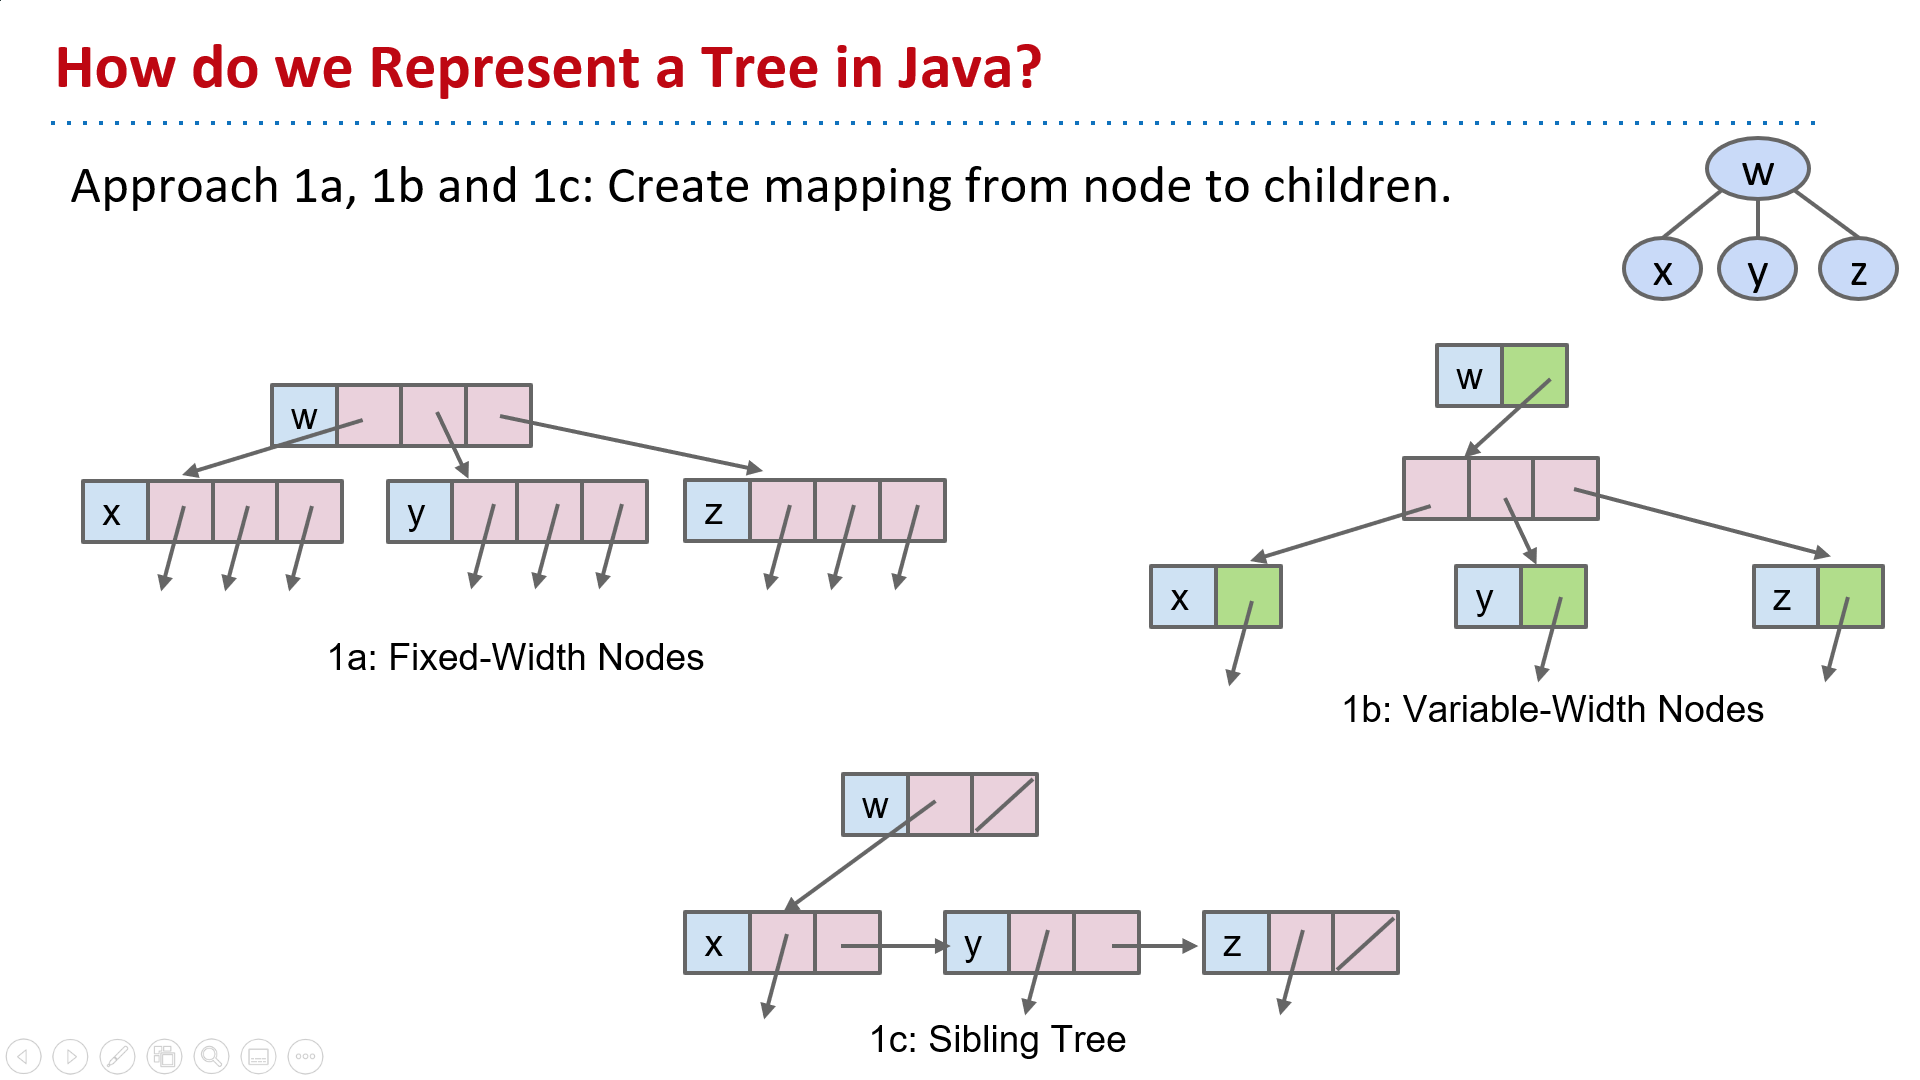 How do we Represent a Tree in Java?
Approach 1a, 1b and 1c: Create mapping from node to children.
w
x y z
w
x y z
1a: Fixed-Width Nodes
w
x y z
1b: Variable-Width Nodes
w
x y z
1c: Sibling Tree